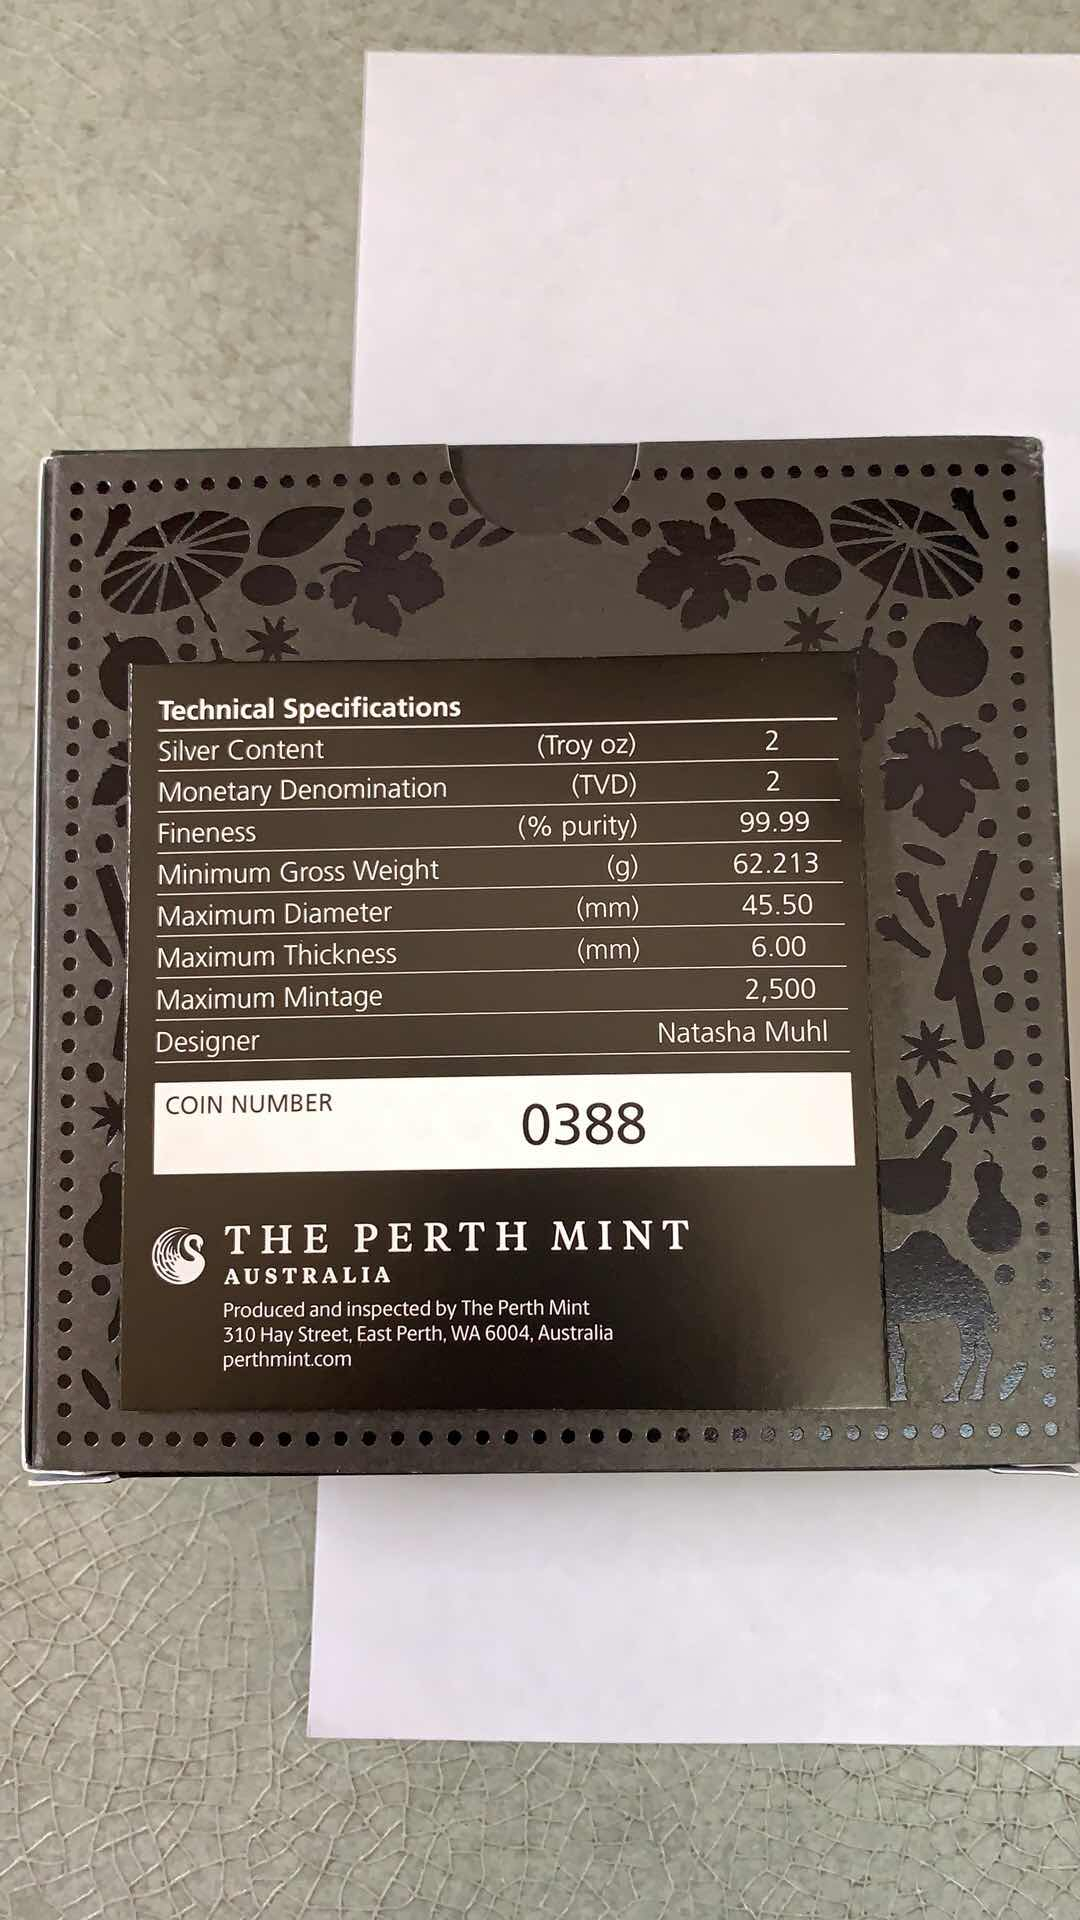 Technical Specifications
Silver Content (Troy oz) 2
Monetary Denomination (TVD) 2
Fineness (% purity) 99.99
Minimum Gross Weight (g) 62.213
Maximum Diameter (mm) 45.50
Maximum Thickness (mm) 6.00
Maximum Mintage 2,500
Designer Natasha Muhl
COIN NUMBER 0388
THE PERTH MINT
AUSTRALIA
Produced and inspected by The Perth Mint
310 Hay Street, East Perth, WA 6004, Australia
perthmint.com